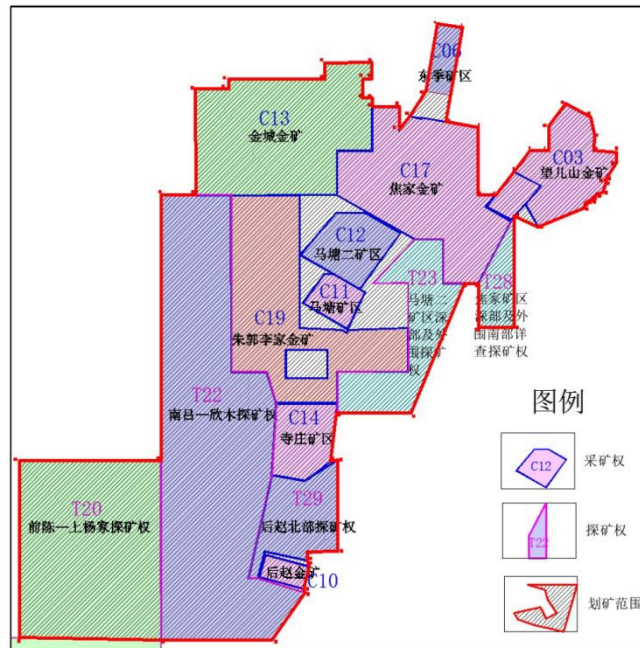 C06
东季矿区
C13
金城金矿
C17
焦家金矿
C03
望儿山金矿
C12
马塘二矿区
C11
马塘矿区
T23
马塘二
矿区深
部及外
围探矿
权
T28
焦家矿区
深部及外
围南部详
查探矿权
C19
朱郭李家金矿
T22
南吕一欣木探矿权
C14
寺庄矿区
T20
前陈一上杨家探矿权
T29
后赵北部探矿权
后赵金矿
C10
图例
C12
采矿权
T22
探矿权
划矿范围